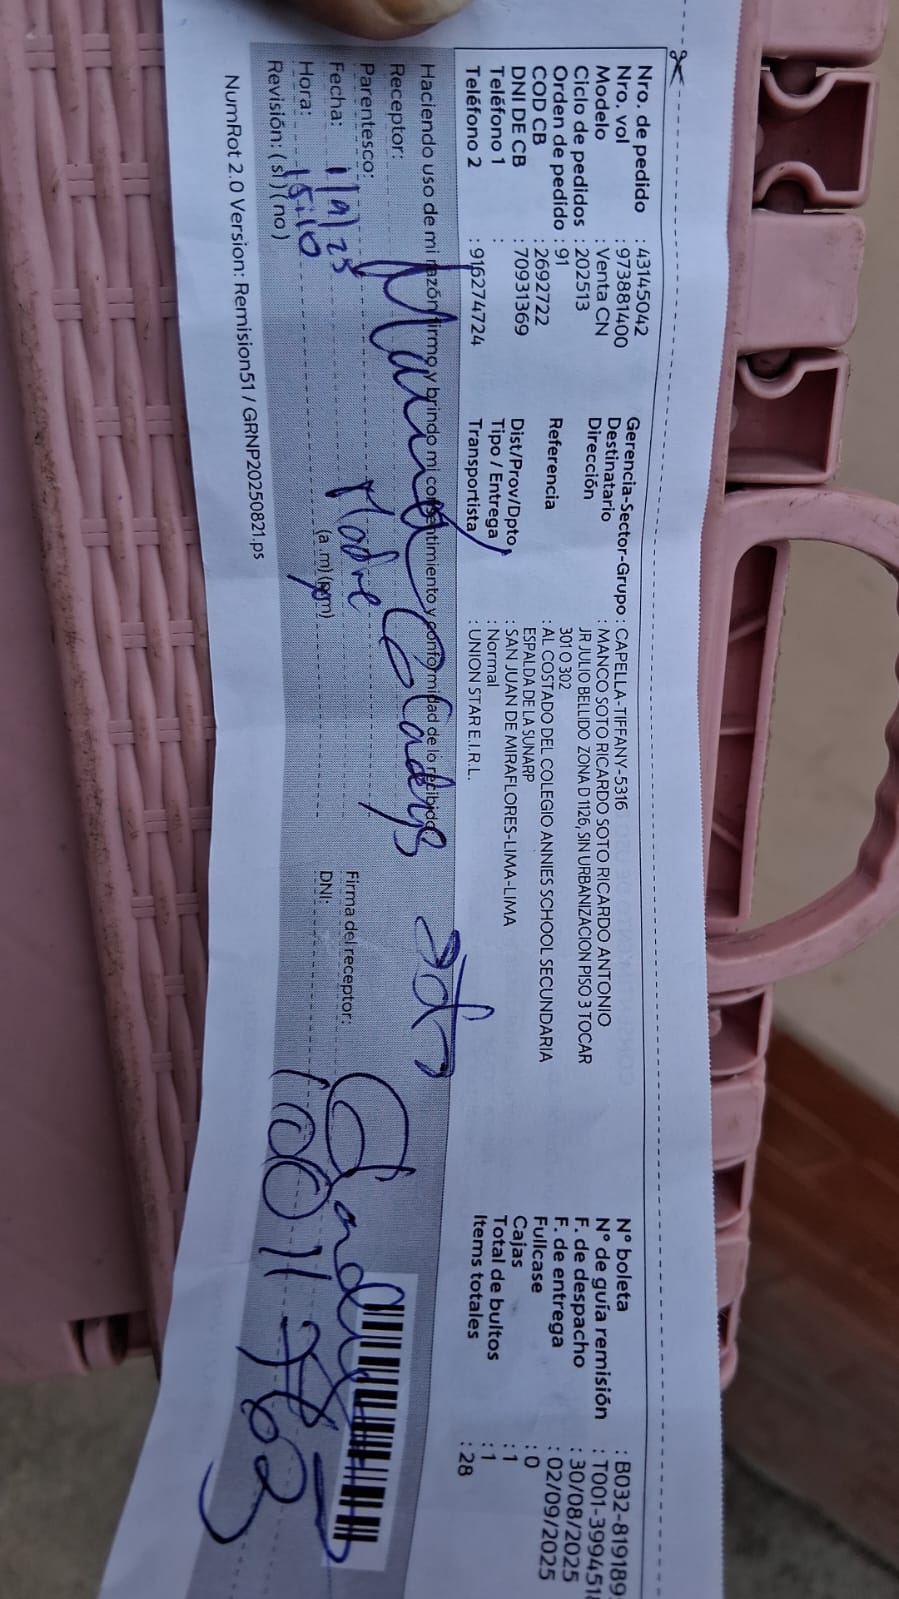 Nro. de pedido : 43145042
Nro. vol : 973881400
Modelo : Venta CN
Ciclo de pedidos : 202513
Orden de pedido : 91
COD CB : 2692722
DNI DE CB : 70931369
Teléfono 1 :
Teléfono 2 : 916274724
Gerencia-Sector-Grupo : CAPELLA-TIFFANY-5316
Destinatario : MANCO SOTO RICARDO SOTO RICARDO ANTONIO
Dirección JR JULIO BELLIDO ZONA D 1126, SIN URBANIZACION PISO 3 TOCAR
301 O 302
Referencia : AL COSTADO DEL COLEGIO ANNIES SCHOOL SECUNDARIA
ESPALDA DE LA SUNARP
Dist/Prov/Dpto : SAN JUAN DE MIRAFLORES-LIMA-LIMA
Tipo / Entrega : Normal
Transportista : UNION STAR E.I.R.L.
N° boleta : B032-819189
N° de guía remisión : T001-399451
F. de despacho : 30/08/2025
F. de entrega : 02/09/2025
Fullcase : 0
Cajas : 1
Total de bultos : 1
Items totales : 28
Haciendo uso de mi razón firmo y brindo mi consentimiento y conformidad de lo recibido:
Receptor: Gladys Soto
Parentesco: Madre
Fecha: 1/9/25
Hora: 15:10 (a.m) (p.m)
Revisión: (si) (no)
Firma del receptor:
DNI:
NumRot 2.0 Version: Remision51 / GRNP20250821.ps